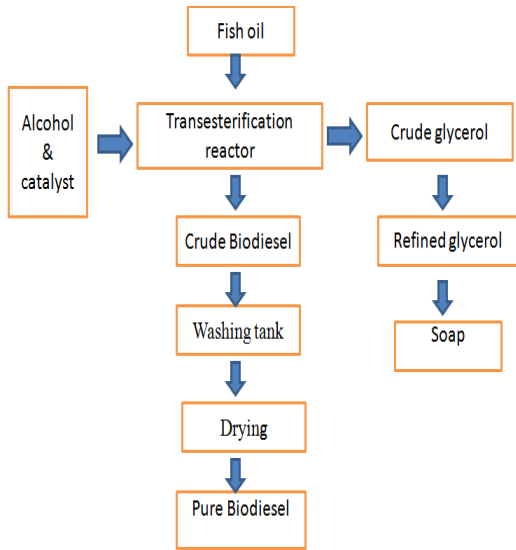 Fish oil
Alcohol
&
catalyst
Transesterification
reactor
Crude glycerol
Crude Biodiesel
Refined glycerol
Washing tank
Soap
Drying
Pure Biodiesel